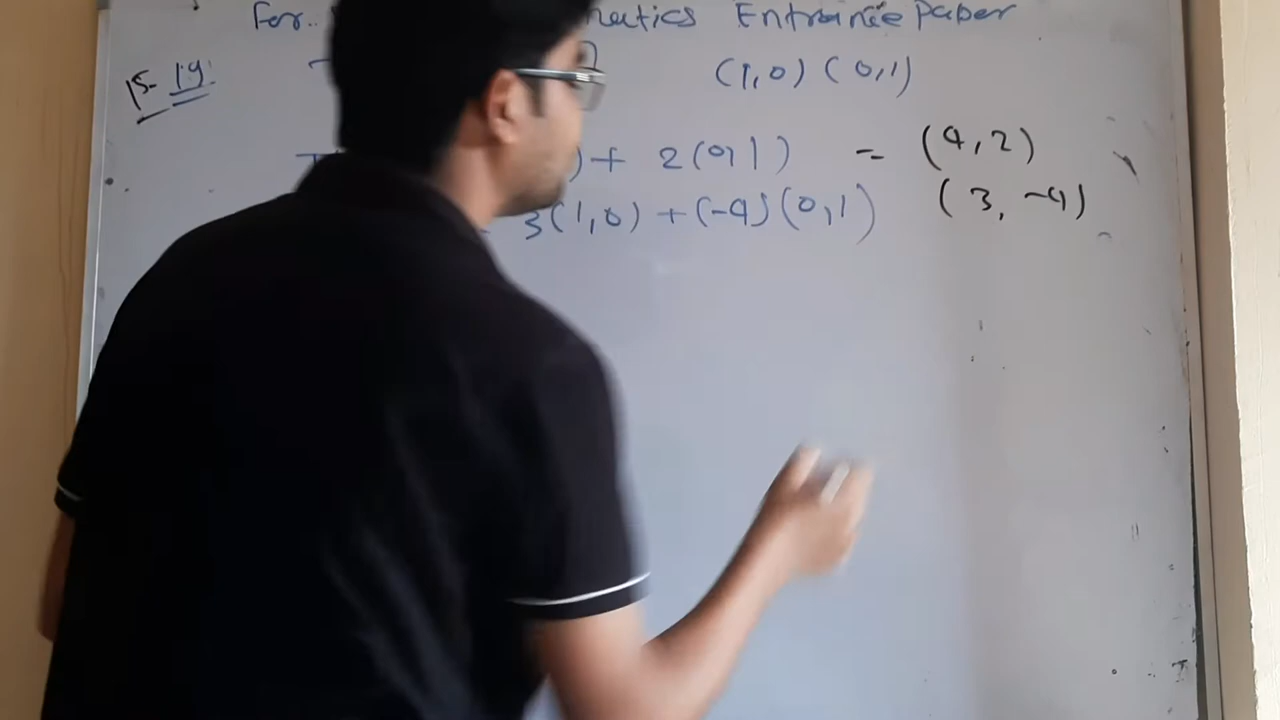 For.. Entrance Paper
15-19: (1,0) (0,1)
) + 2(0,1) = (4,2)
3(1,0) + (-4)(0,1) (3,-4)